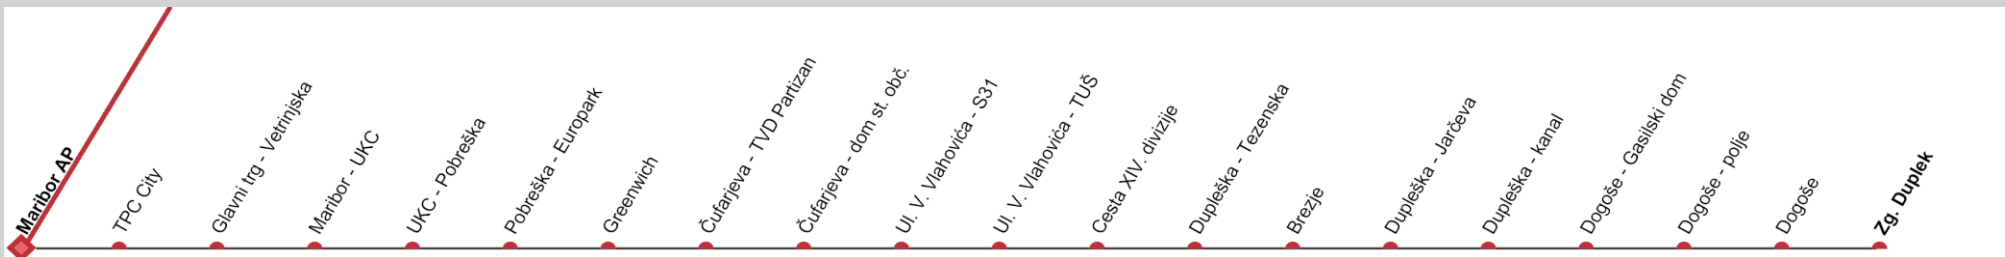 Maribor AP
TPC City
Glavni trg - Vetrinjska
Maribor - UKC
UKC - Pobreška
Pobreška - Europark
Greenwich
Čufarjeva - TVD Partizan
Čufarjeva - dom st. obč.
Ul. V. Vlahovića - S31
Ul. V. Vlahovića - TUŠ
Cesta XIV. divizije
Dupleška - Tezenska
Brezje
Dupleška - Jarčeva
Dupleška - kanal
Dogoše - Gasilski dom
Dogoše - polje
Dogoše
Zg. Duplek